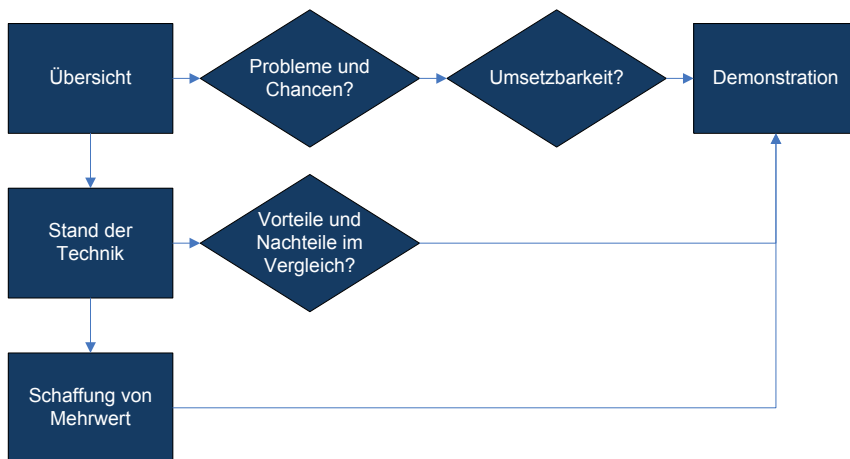 Übersicht
Probleme und
Chancen?
Umsetzbarkeit?
Demonstration
Stand der
Technik
Vorteile und
Nachteile im
Vergleich?
Schaffung von
Mehrwert